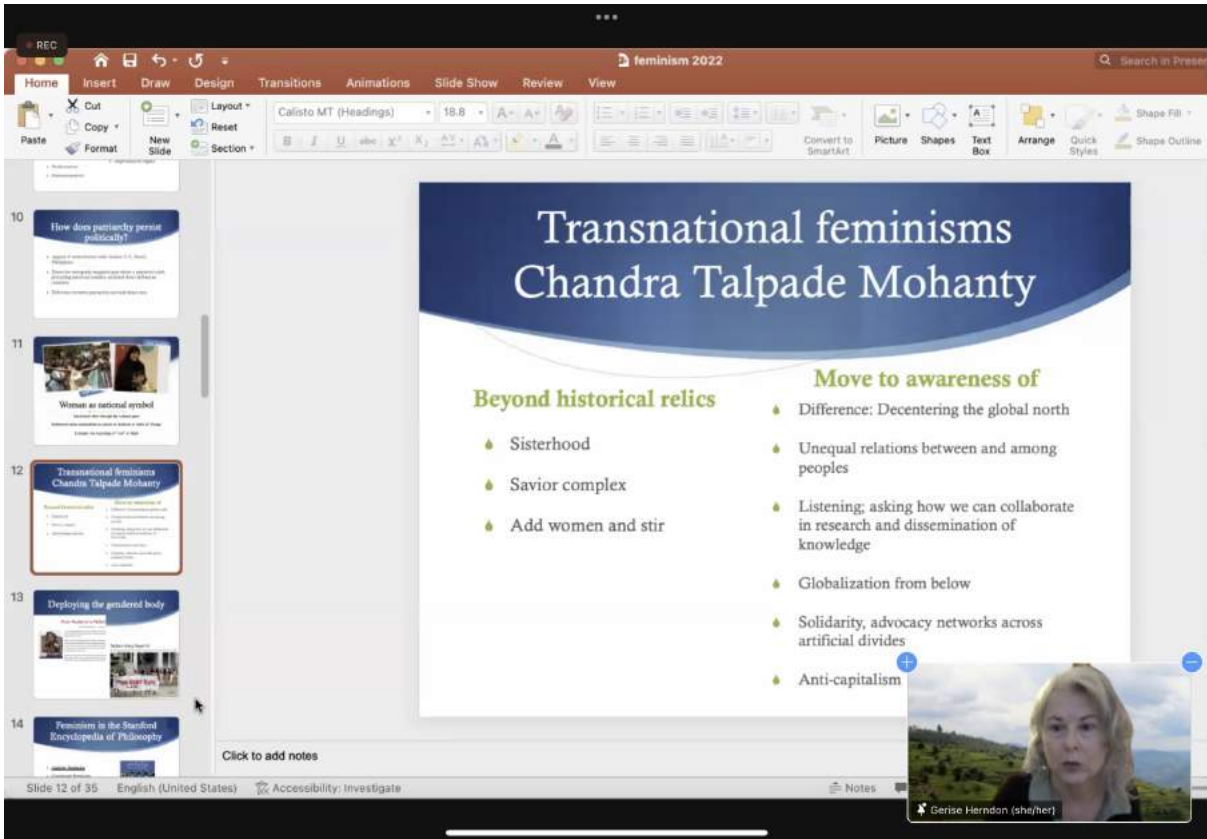 REC
feminism 2022
Search in Prese
Home Insert Draw Design Transitions Animations Slide Show Review View
Paste
Cut
Copy
Format
New
Slide
Layout
Reset
Section
Calisto MT (Headings) 18.8
Convert to
SmartArt
Picture
Shapes
Text
Box
Arrange
Quick
Styles
Shape Fill
Shape Outline
10
How does patriarchy persist
politically?
11
Woman as national symbol
12
Transnational feminisms
Chandra Talpade Mohanty
13
Deploying the gendered body
14
Feminism in the Stanford
Encyclopedia of Philosophy
Transnational feminisms
Chandra Talpade Mohanty
Beyond historical relics
Sisterhood
Savior complex
Add women and stir
Move to awareness of
Difference: Decentering the global north
Unequal relations between and among
peoples
Listening; asking how we can collaborate
in research and dissemination of
knowledge
Globalization from below
Solidarity, advocacy networks across
artificial divides
Anti-capitalism
Click to add notes
Slide 12 of 35 English (United States) Accessibility: Investigate
Notes
Gerise Herndon (she/her)